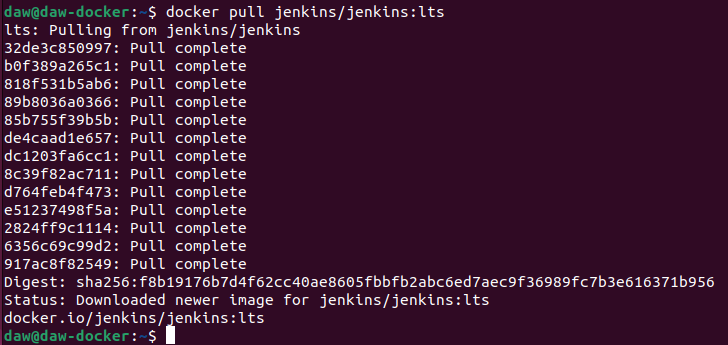 daw@daw-docker:~$ docker pull jenkins/jenkins:lts
lts: Pulling from jenkins/jenkins
32de3c850997: Pull complete
b0f389a265c1: Pull complete
818f531b5ab6: Pull complete
89b8036a0366: Pull complete
85b755f39b5b: Pull complete
de4caad1e657: Pull complete
dc1203fa6cc1: Pull complete
8c39f82ac711: Pull complete
d764feb4f473: Pull complete
e51237498f5a: Pull complete
2824ff9c1114: Pull complete
6356c69c99d2: Pull complete
917ac8f82549: Pull complete
Digest: sha256:f8b19176b7d4f62cc40ae8605fbbfb2abc6ed7aec9f36989fc7b3e616371b956
Status: Downloaded newer image for jenkins/jenkins:lts
docker.io/jenkins/jenkins:lts
daw@daw-docker:~$